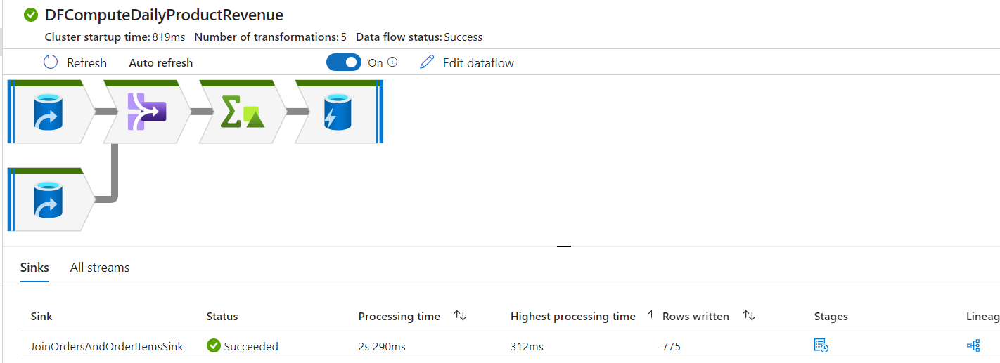 DFComputeDailyProductRevenue
Cluster startup time: 819ms Number of transformations: 5 Data flow status: Success
Refresh Auto refresh On Edit dataflow
Sinks All streams
Sink Status Processing time Highest processing time Rows written Stages Lineag
JoinOrdersAndOrderItemsSink Succeeded 2s 290ms 312ms 775